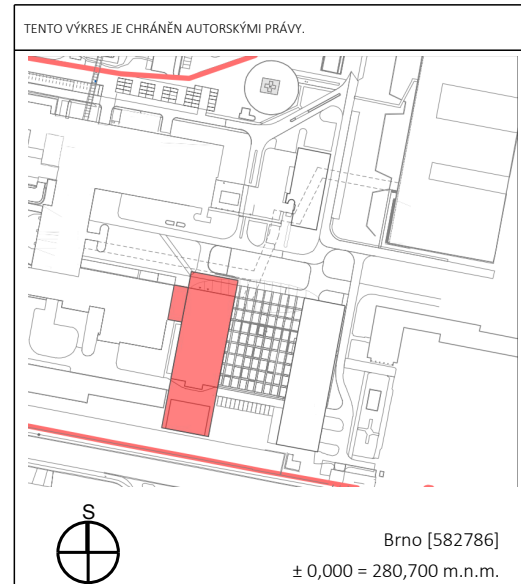 TENTO VÝKRES JE CHRÁNĚN AUTORSKÝMI PRÁVY.
S
Brno [582786]
± 0,000 = 280,700 m.n.m.